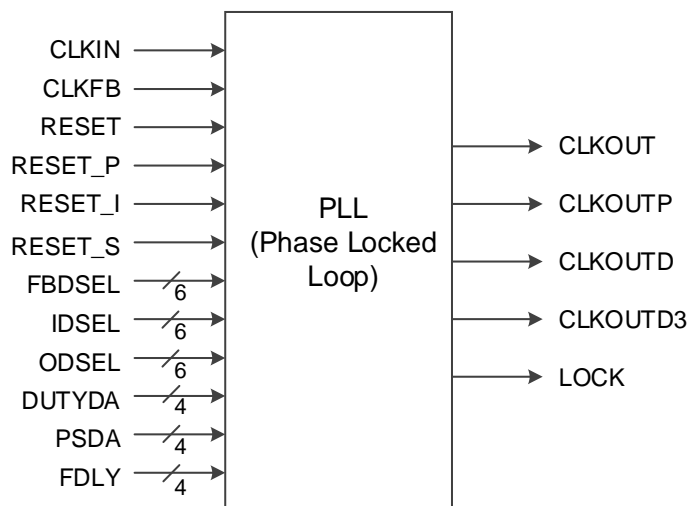 CLKIN
CLKFB
RESET
RESET_P
RESET_I
RESET_S
FBDSEL 6
IDSEL 6
ODSEL 6
DUTYDA 4
PSDA 4
FDLY 4
PLL
(Phase Locked
Loop)
CLKOUT
CLKOUTP
CLKOUTD
CLKOUTD3
LOCK